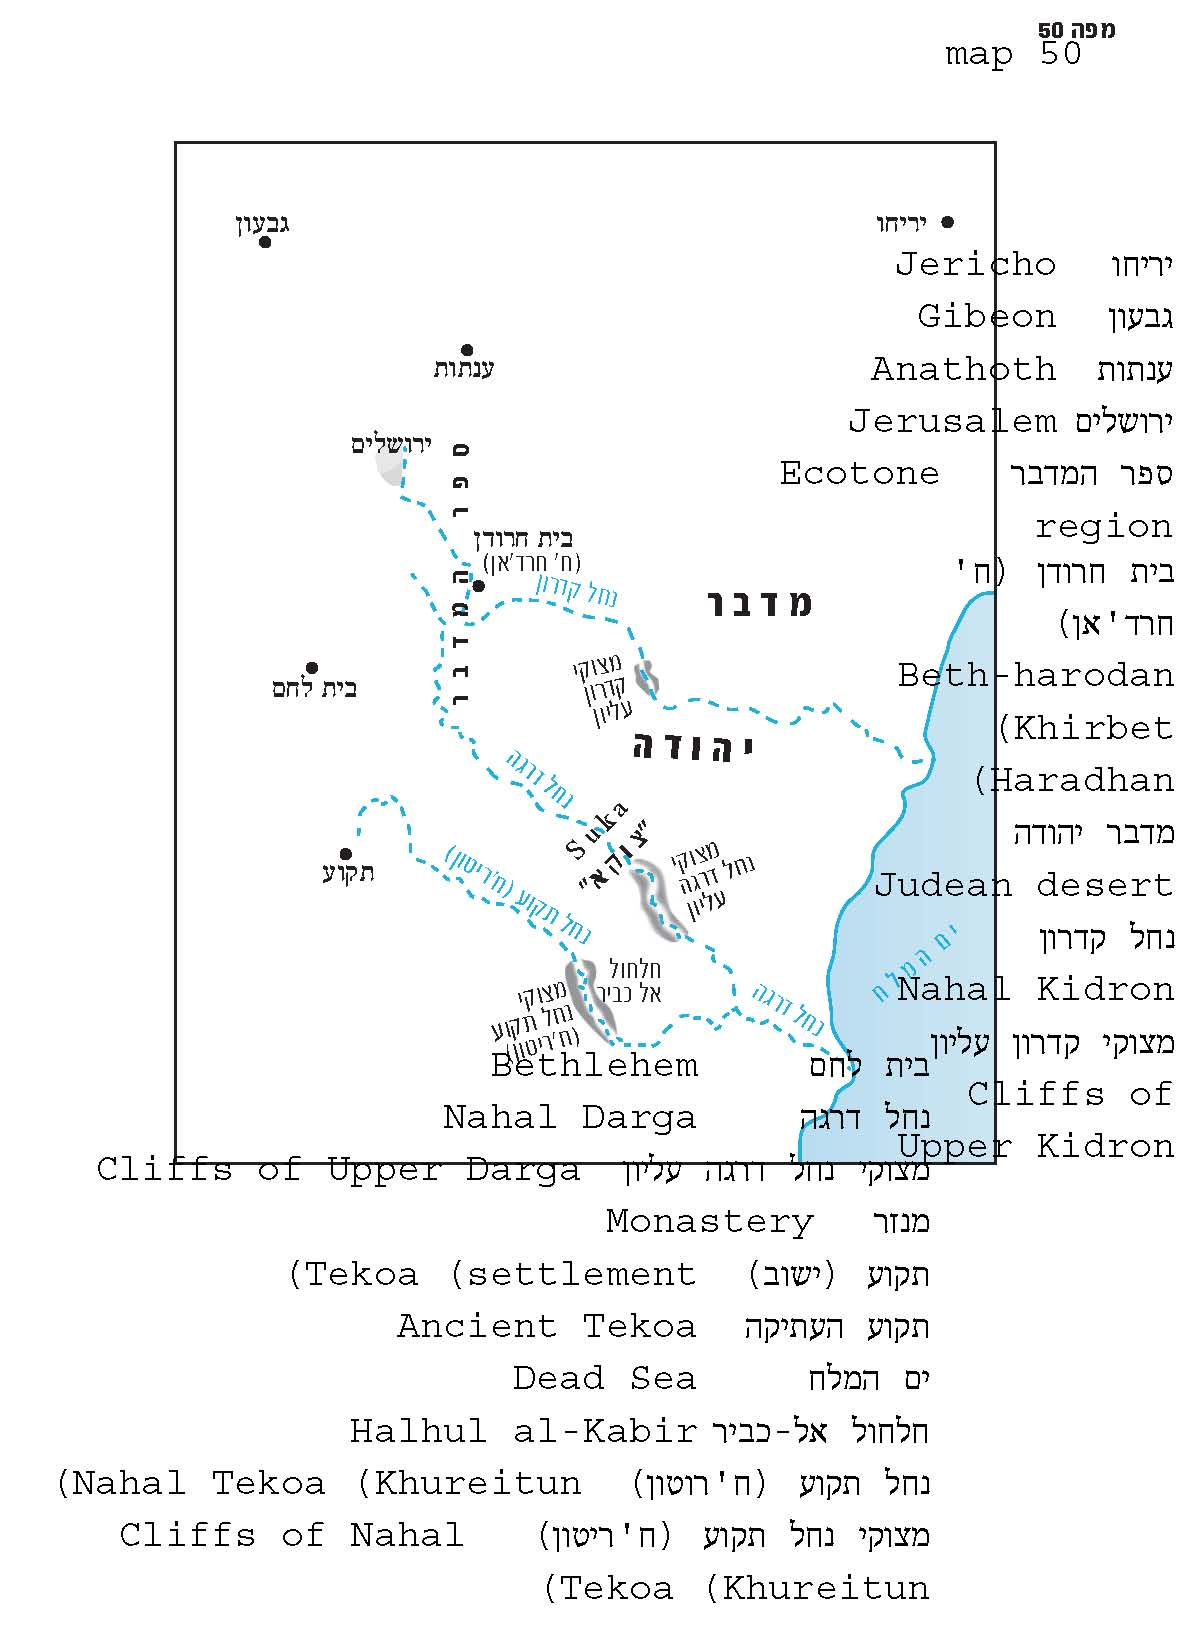 מפה 50
map 50
גבעון
יריחו
ענתות
ירושלים
ספר המדבר
בית חרודן
(ח' חרד'אן)
נחל קדרון
מדבר
יהודה
מצוקי
קדרון
עליון
בית לחם
נחל דרגה
Suka
"צוקא"
מצוקי
נחל דרגה
עליון
תקוע
נחל תקוע (ח'ריטון)
חלחול
אל כביר
מצוקי
נחל תקוע
(ח'ריטון)
נחל דרגה
ים המלח
יריחו Jericho
גבעון Gibeon
ענתות Anathoth
ירושלים Jerusalem
ספר המדבר Ecotone
region
בית חרודן (ח'
חרד'אן)
Beth-harodan
(Khirbet
(Haradhan
מדבר יהודה
Judean desert
נחל קדרון
Nahal Kidron
מצוקי קדרון עליון
Cliffs of
Upper Kidron
בית לחם Bethlehem
נחל דרגה Nahal Darga
מצוקי נחל דרגה עליון Cliffs of Upper Darga
מנזר Monastery
תקוע (ישוב) (Tekoa (settlement
תקוע העתיקה Ancient Tekoa
ים המלח Dead Sea
חלחול אל-כביר Halhul al-Kabir
נחל תקוע (ח'רוטון) (Nahal Tekoa (Khureitun
מצוקי נחל תקוע (ח'ריטון) Cliffs of Nahal
(Tekoa (Khureitun